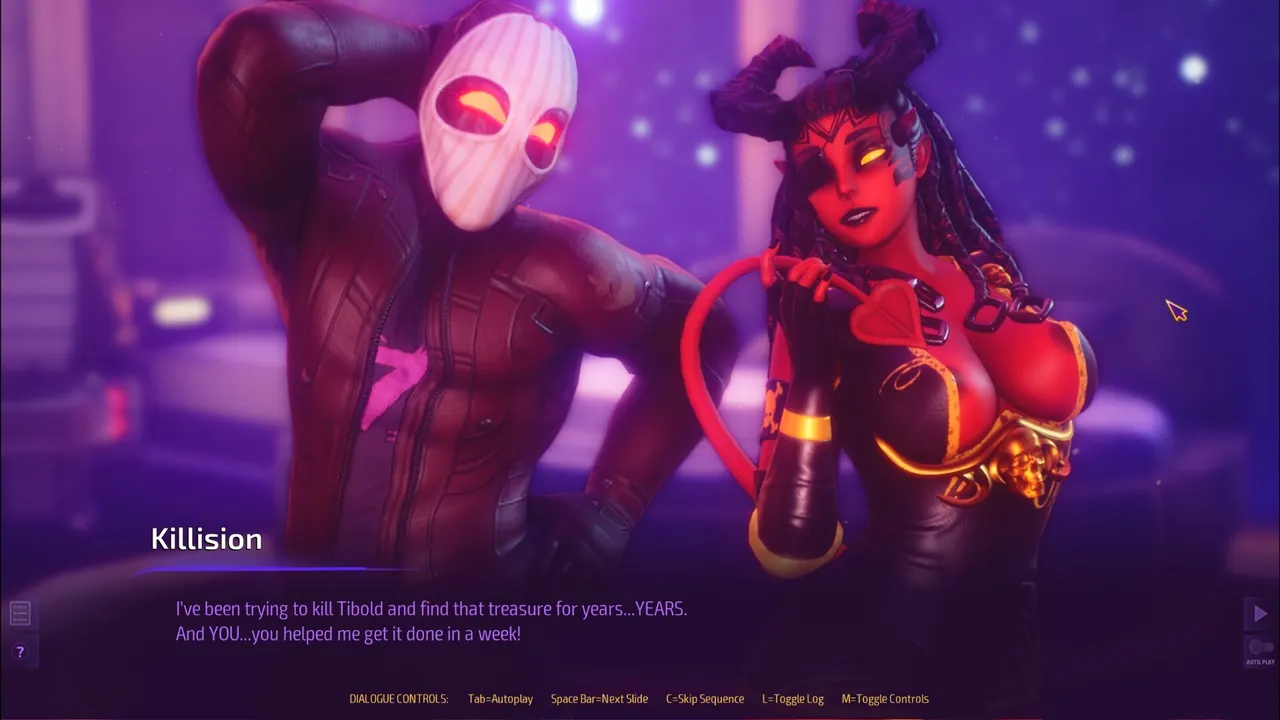 Killision
I've been trying to kill Tibold and find that treasure for years...YEARS.
And YOU...you helped me get it done in a week!
?
AUTO PLAY
DIALOGUE CONTROLS: Tab=Autoplay Space Bar=Next Slide C=Skip Sequence L=Toggle Log M=Toggle Controls